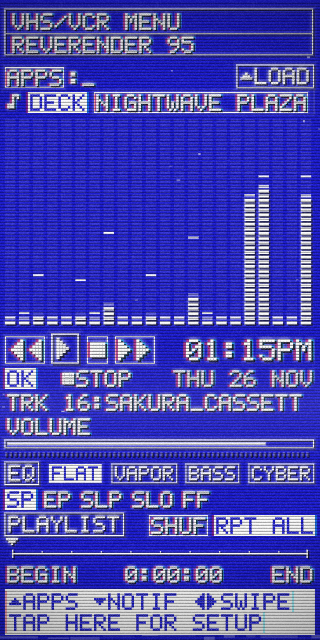 VHS/VCR MENU
REVERENDER 95
APPS:_ LOAD
DECK NIGHTWAVE PLAZA
01:15PM
OK STOP THU 26 NOV
TRK 16:SAKURA_CASSETT
VOLUME
EQ FLAT VAPOR BASS CYBER
SP EP SLP SLO FF
PLAYLIST SHUF RPT ALL
BEGIN 0:00:00 END
APPS NOTIF SWIPE
TAP HERE FOR SETUP